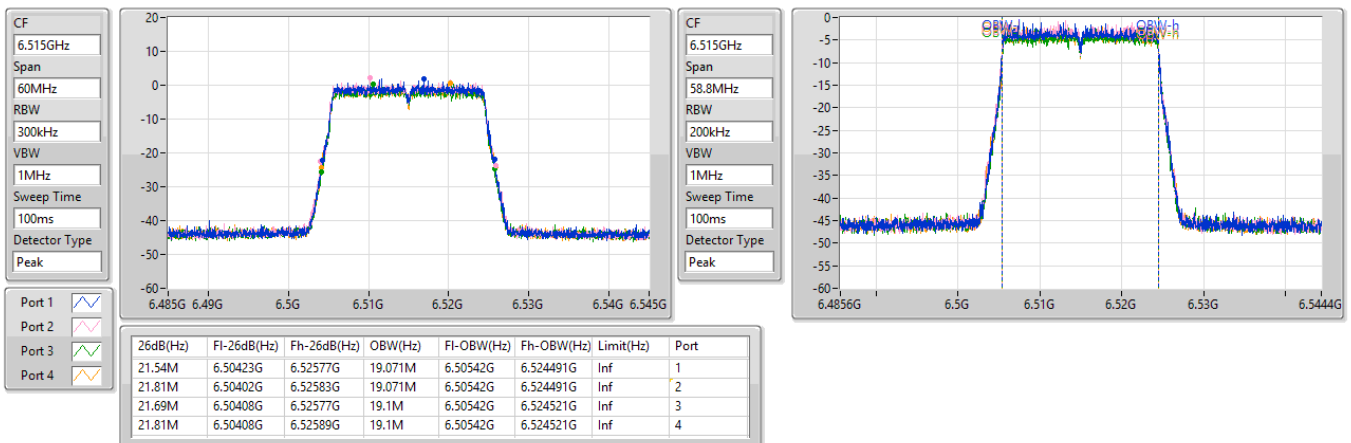 CF
6.515GHz
Span
60MHz
RBW
300kHz
VBW
1MHz
Sweep Time
100ms
Detector Type
Peak
20-
10-
0-
-10-
-20-
-30-
-40-
-50-
-60-
6.485G 6.49G 6.5G 6.51G 6.52G 6.53G 6.54G 6.545G
CF
6.515GHz
Span
58.8MHz
RBW
200kHz
VBW
1MHz
Sweep Time
100ms
Detector Type
Peak
0-
-5-
-10-
-15-
-20-
-25-
-30-
-35-
-40-
-45-
-50-
-55-
-60-
OBW-l OBW-h
6.4856G 6.5G 6.51G 6.52G 6.53G 6.5444G
Port 1
Port 2
Port 3
Port 4
26dB(Hz) Fl-26dB(Hz) Fh-26dB(Hz) OBW(Hz) Fl-OBW(Hz) Fh-OBW(Hz) Limit(Hz) Port
21.54M 6.50423G 6.52577G 19.071M 6.50542G 6.524491G Inf 1
21.81M 6.50402G 6.52583G 19.071M 6.50542G 6.524491G Inf 2
21.69M 6.50408G 6.52577G 19.1M 6.50542G 6.524521G Inf 3
21.81M 6.50408G 6.52589G 19.1M 6.50542G 6.524521G Inf 4